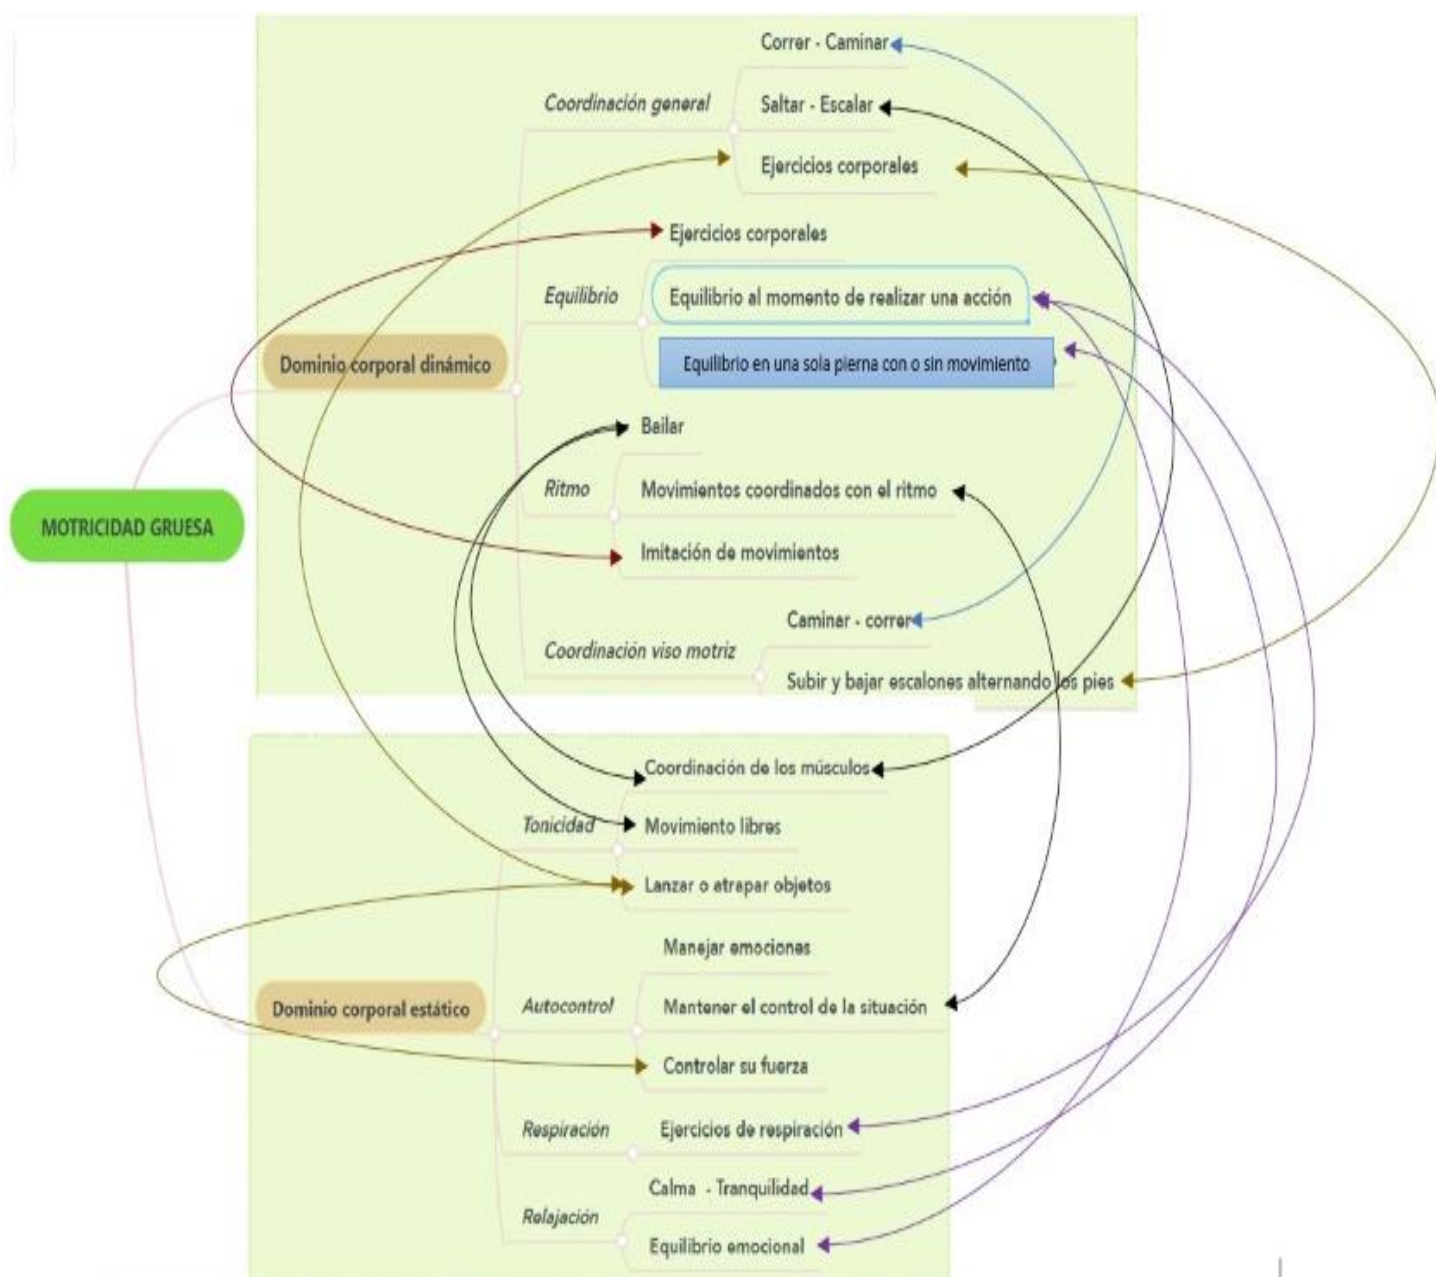 Correr - Caminar
Coordinación general
Saltar - Escalar
Ejercicios corporales
Ejercicios corporales
Equilibrio
Equilibrio al momento de realizar una acción
Dominio corporal dinámico
Equilibrio en una sola pierna con o sin movimiento
Bailar
Ritmo
Movimientos coordinados con el ritmo
MOTRICIDAD GRUESA
Imitación de movimientos
Caminar - correr
Coordinación viso motriz
Subir y bajar escalones alternando los pies
Coordinación de los músculos
Tonicidad
Movimiento libres
Lanzar o atrapar objetos
Manejar emociones
Dominio corporal estático
Autocontrol
Mantener el control de la situación
Controlar su fuerza
Respiración
Ejercicios de respiración
Calma - Tranquilidad
Relajación
Equilibrio emocional